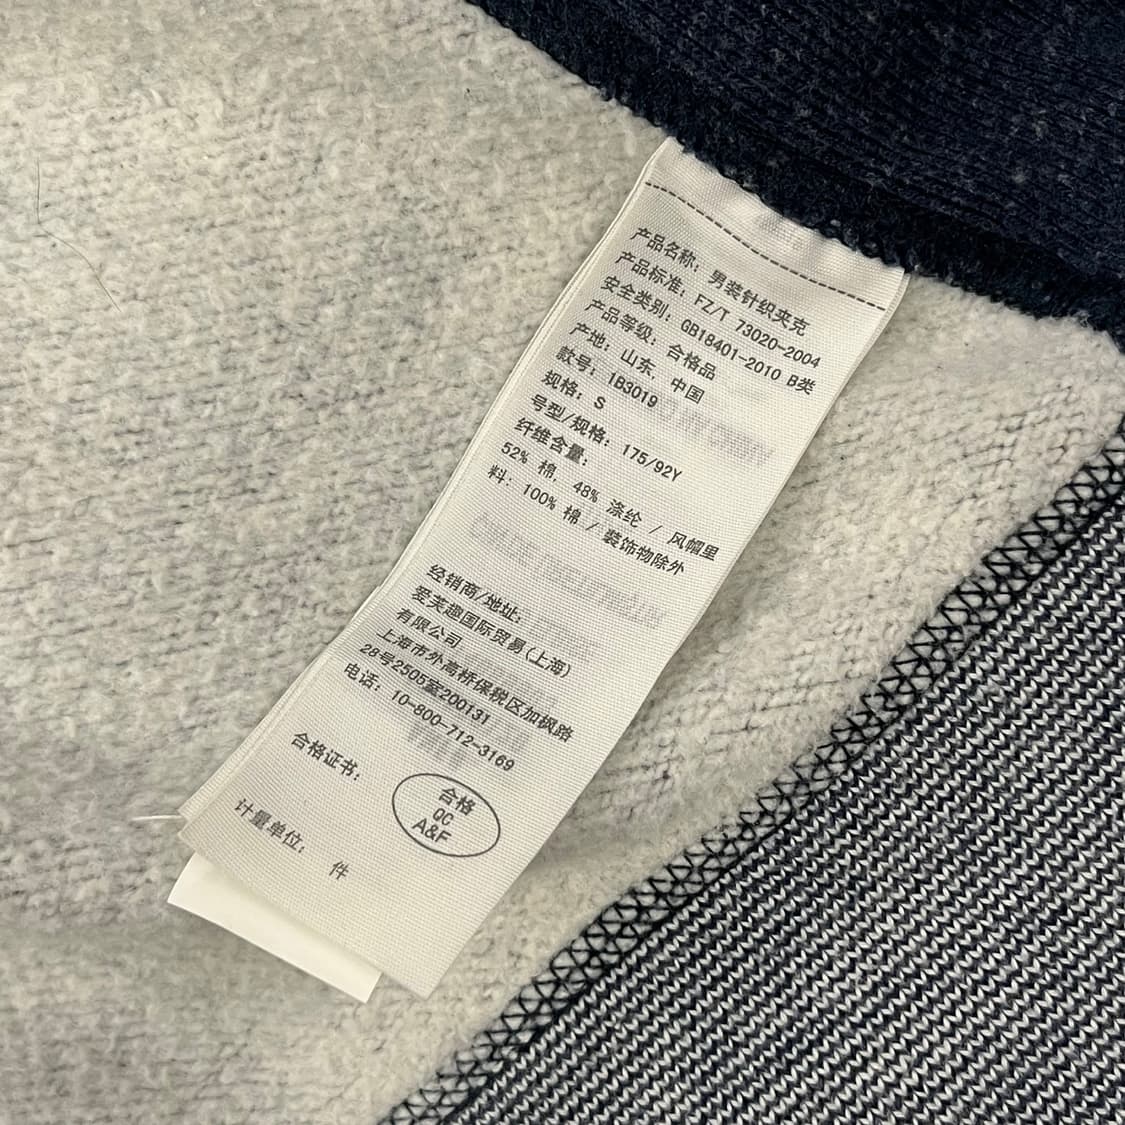 产品名称: 男装针织夹克
产品标准: FZ/T 73020-2004
安全类别: GB18401-2010 B类
产品等级: 合格品
产地: 山东, 中国
款号: 1B3019
规格: S
号型/规格: 175/92Y
纤维含量:
52% 棉, 48% 涤纶 / 风帽里
料: 100% 棉 / 装饰物除外
经销商/地址:
爱芙趣国际贸易(上海)
有限公司
上海市外高桥保税区加枫路
28号2505室200131
电话: 10-800-712-3169
合格证书:
合格
QC
A&F
计量单位: 件